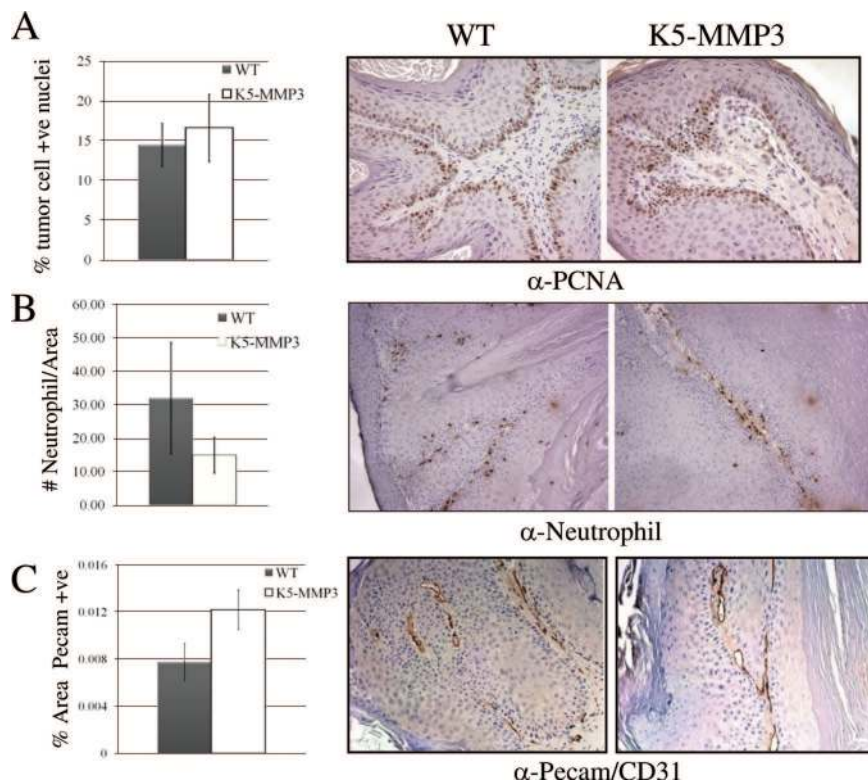 A
WT
K5-MMP3
% tumor cell +ve nuclei
25
20
15
10
5
0
WT
K5-MMP3
α-PCNA
B
# Neutrophil/Area
60.00
50.00
40.00
30.00
20.00
10.00
0.00
WT
K5-MMP3
α-Neutrophil
C
% Area Pecam +ve
0.016
0.012
0.008
0.004
0
WT
K5-MMP3
α-Pecam/CD31